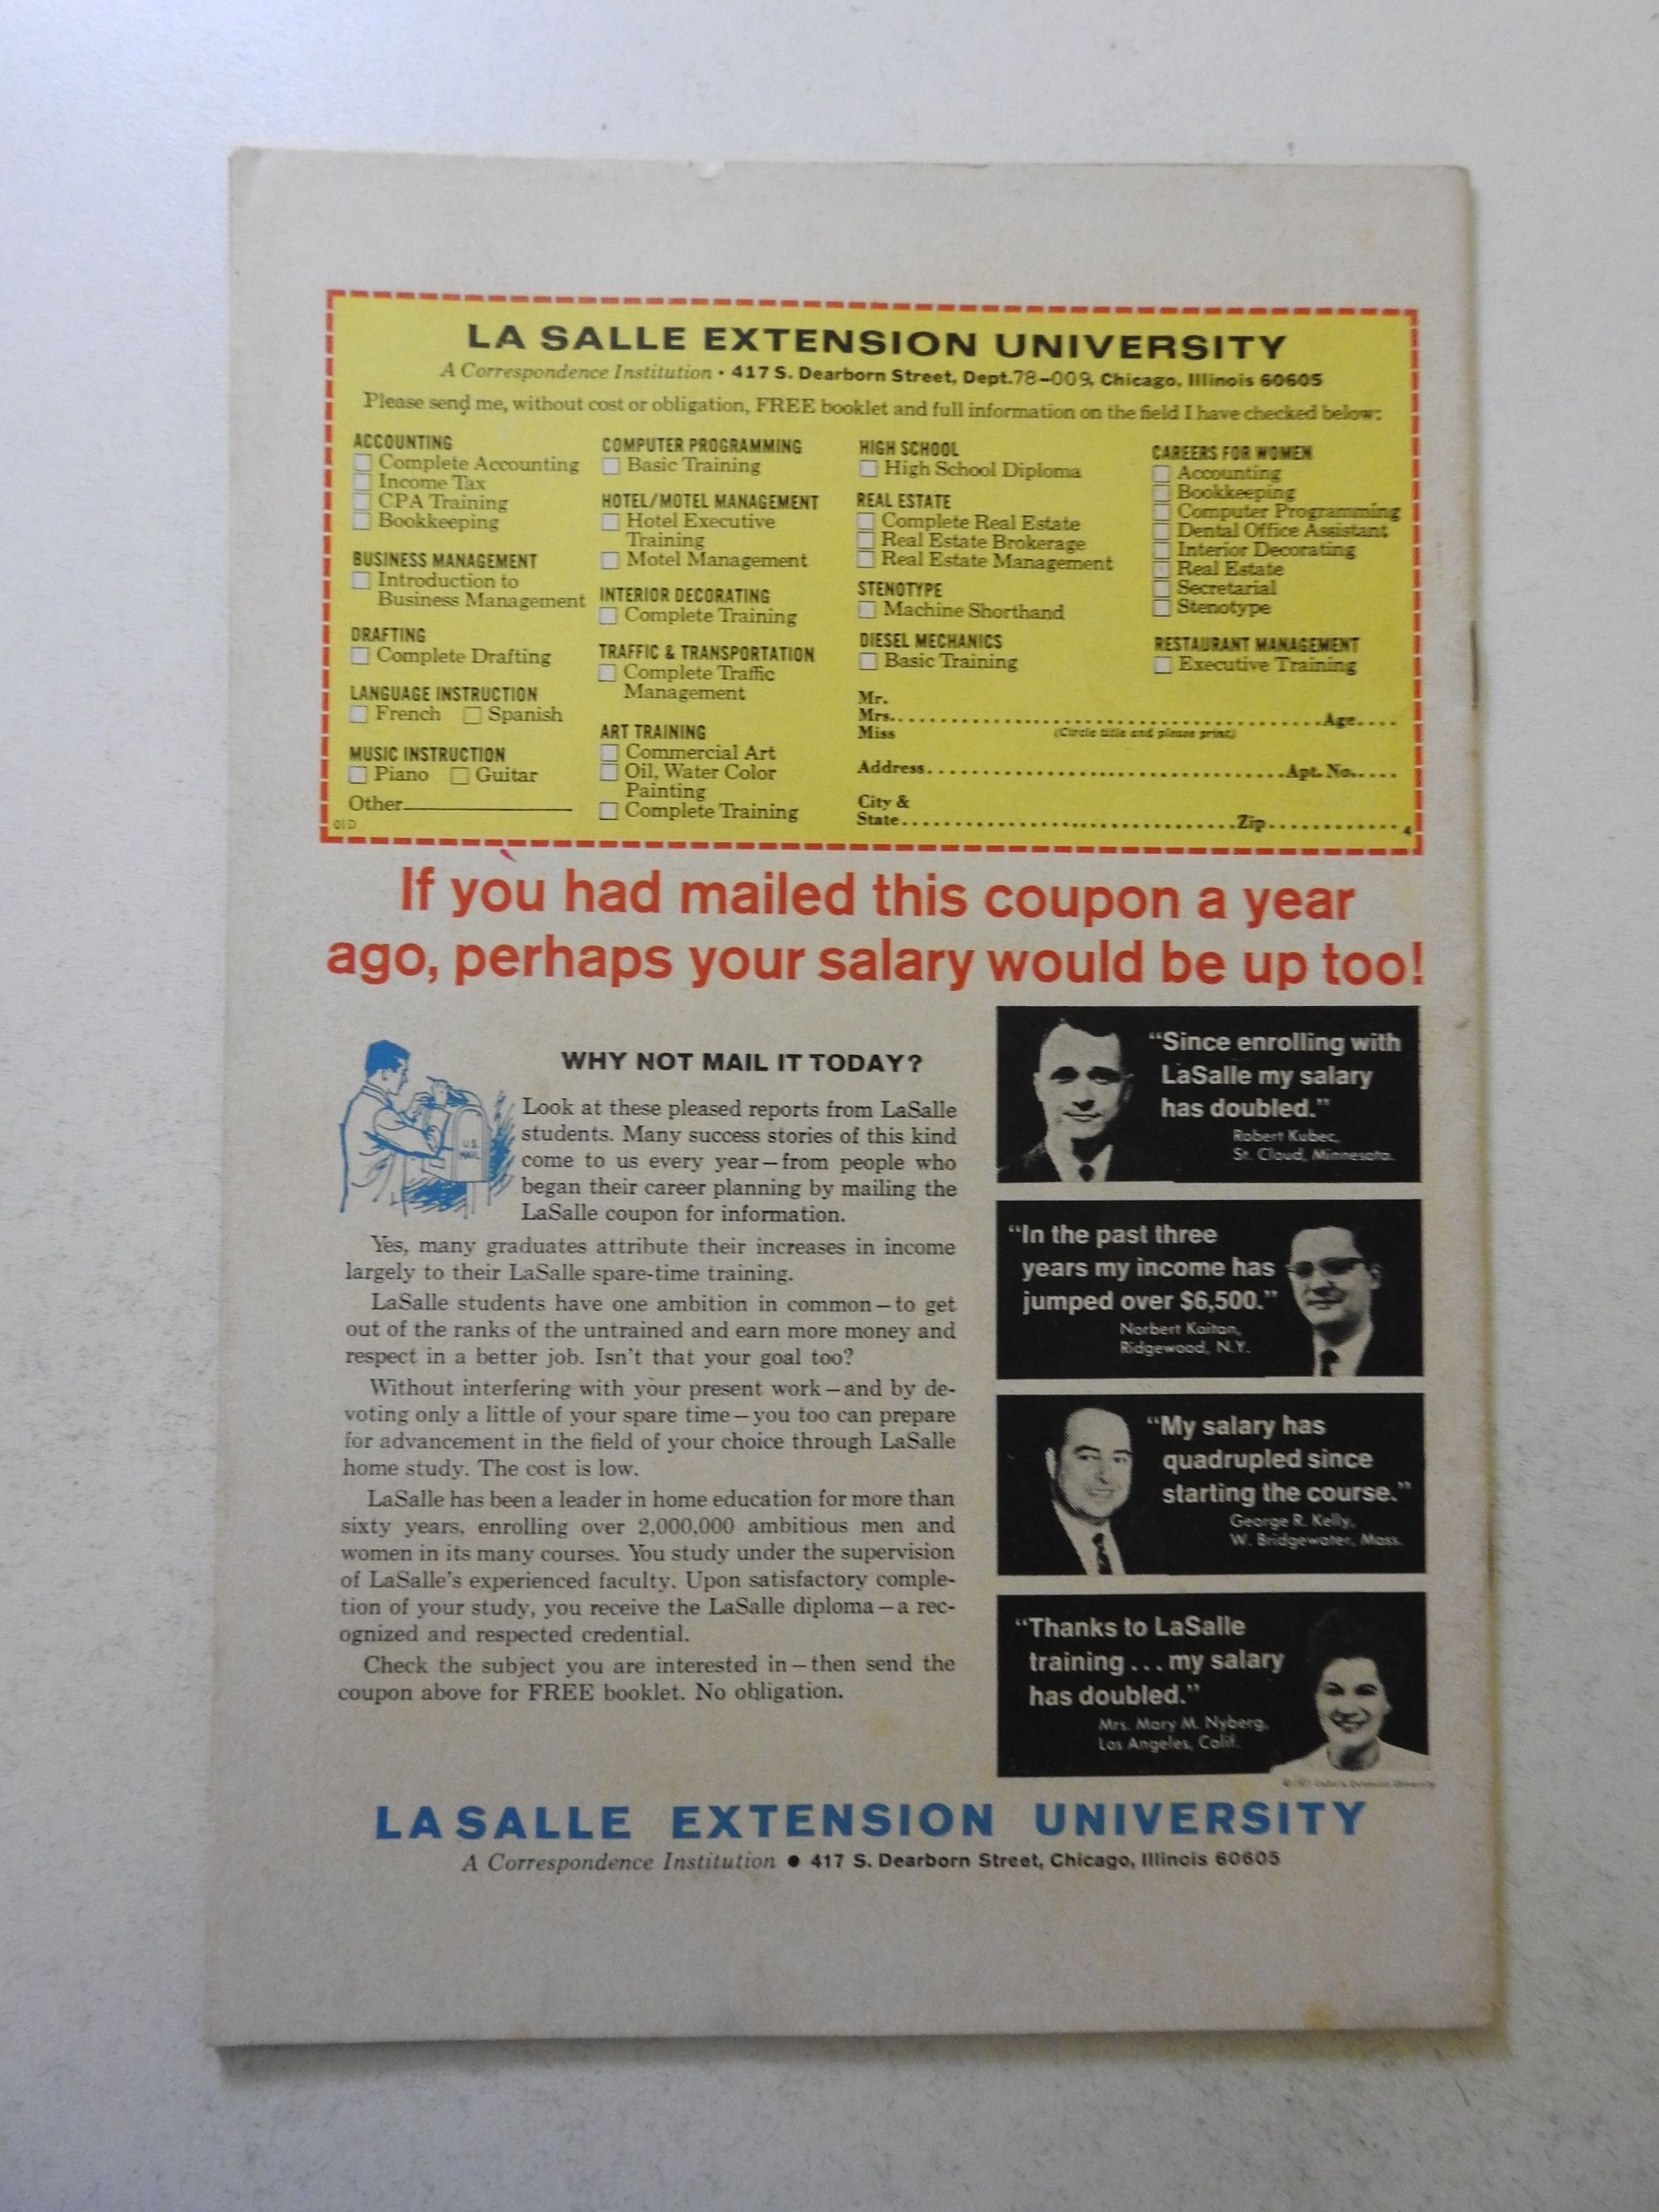 LA SALLE EXTENSION UNIVERSITY
A Correspondence Institution • 417 S. Dearborn Street, Dept. 78-009, Chicago, Illinois 60605
Please send me, without cost or obligation, FREE booklet and full information on the field I have checked below:
ACCOUNTING
Complete Accounting
Income Tax
CPA Training
Bookkeeping
BUSINESS MANAGEMENT
Introduction to
Business Management
DRAFTING
Complete Drafting
LANGUAGE INSTRUCTION
French Spanish
MUSIC INSTRUCTION
Piano Guitar
Other
COMPUTER PROGRAMMING
Basic Training
HOTEL/MOTEL MANAGEMENT
Hotel Executive
Training
Motel Management
INTERIOR DECORATING
Complete Training
TRAFFIC & TRANSPORTATION
Complete Traffic
Management
ART TRAINING
Commercial Art
Oil, Water Color
Painting
Complete Training
HIGH SCHOOL
High School Diploma
REAL ESTATE
Complete Real Estate
Real Estate Brokerage
Real Estate Management
STENOTYPE
Machine Shorthand
DIESEL MECHANICS
Basic Training
CAREERS FOR WOMEN
Accounting
Bookkeeping
Computer Programming
Dental Office Assistant
Interior Decorating
Real Estate
Secretarial
Stenotype
RESTAURANT MANAGEMENT
Executive Training
Mr.
Mrs. Age
Miss (Circle title and please print)
Address Apt. No.
City &
State Zip
4
If you had mailed this coupon a year
ago, perhaps your salary would be up too!
WHY NOT MAIL IT TODAY?
U.S.
MAIL
Look at these pleased reports from LaSalle
students. Many success stories of this kind
come to us every year—from people who
began their career planning by mailing the
LaSalle coupon for information.
Yes, many graduates attribute their increases in income
largely to their LaSalle spare-time training.
LaSalle students have one ambition in common—to get
out of the ranks of the untrained and earn more money and
respect in a better job. Isn't that your goal too?
Without interfering with your present work—and by de-
voting only a little of your spare time—you too can prepare
for advancement in the field of your choice through LaSalle
home study. The cost is low.
LaSalle has been a leader in home education for more than
sixty years, enrolling over 2,000,000 ambitious men and
women in its many courses. You study under the supervision
of LaSalle's experienced faculty. Upon satisfactory comple-
tion of your study, you receive the LaSalle diploma—a rec-
ognized and respected credential.
Check the subject you are interested in—then send the
coupon above for FREE booklet. No obligation.
"Since enrolling with
LaSalle my salary
has doubled."
Robert Kubec,
St. Cloud, Minnesota.
"In the past three
years my income has
jumped over $6,500."
Norbert Kaitan,
Ridgewood, N.Y.
"My salary has
quadrupled since
starting the course."
George R. Kelly,
W. Bridgewater, Mass.
"Thanks to LaSalle
training...my salary
has doubled."
Mrs. Mary M. Nyberg,
Los Angeles, Calif.
LASALLE EXTENSION UNIVERSITY
A Correspondence Institution • 417 S. Dearborn Street, Chicago, Illinois 60605